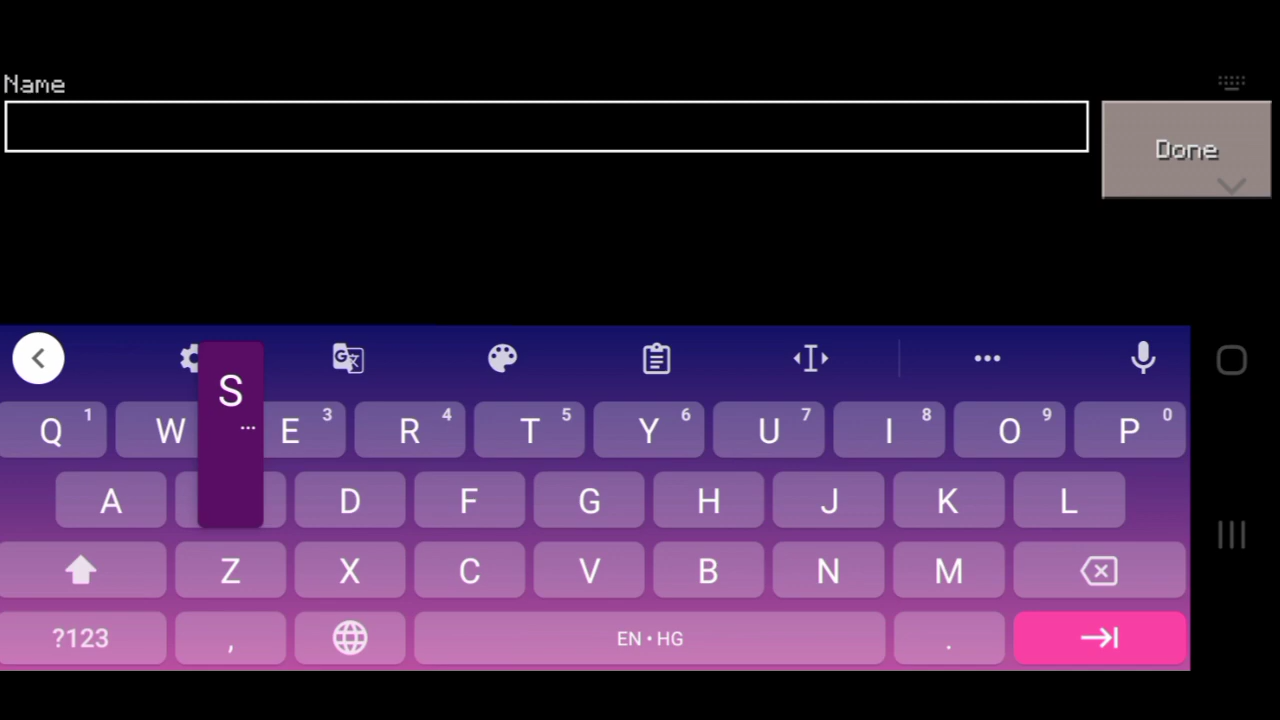 Name
Done
S
...
Q 1 W E 3 R 4 T 5 Y 6 U 7 I 8 O 9 P 0
A D F G H J K L
Z X C V B N M
?123 , EN • HG .